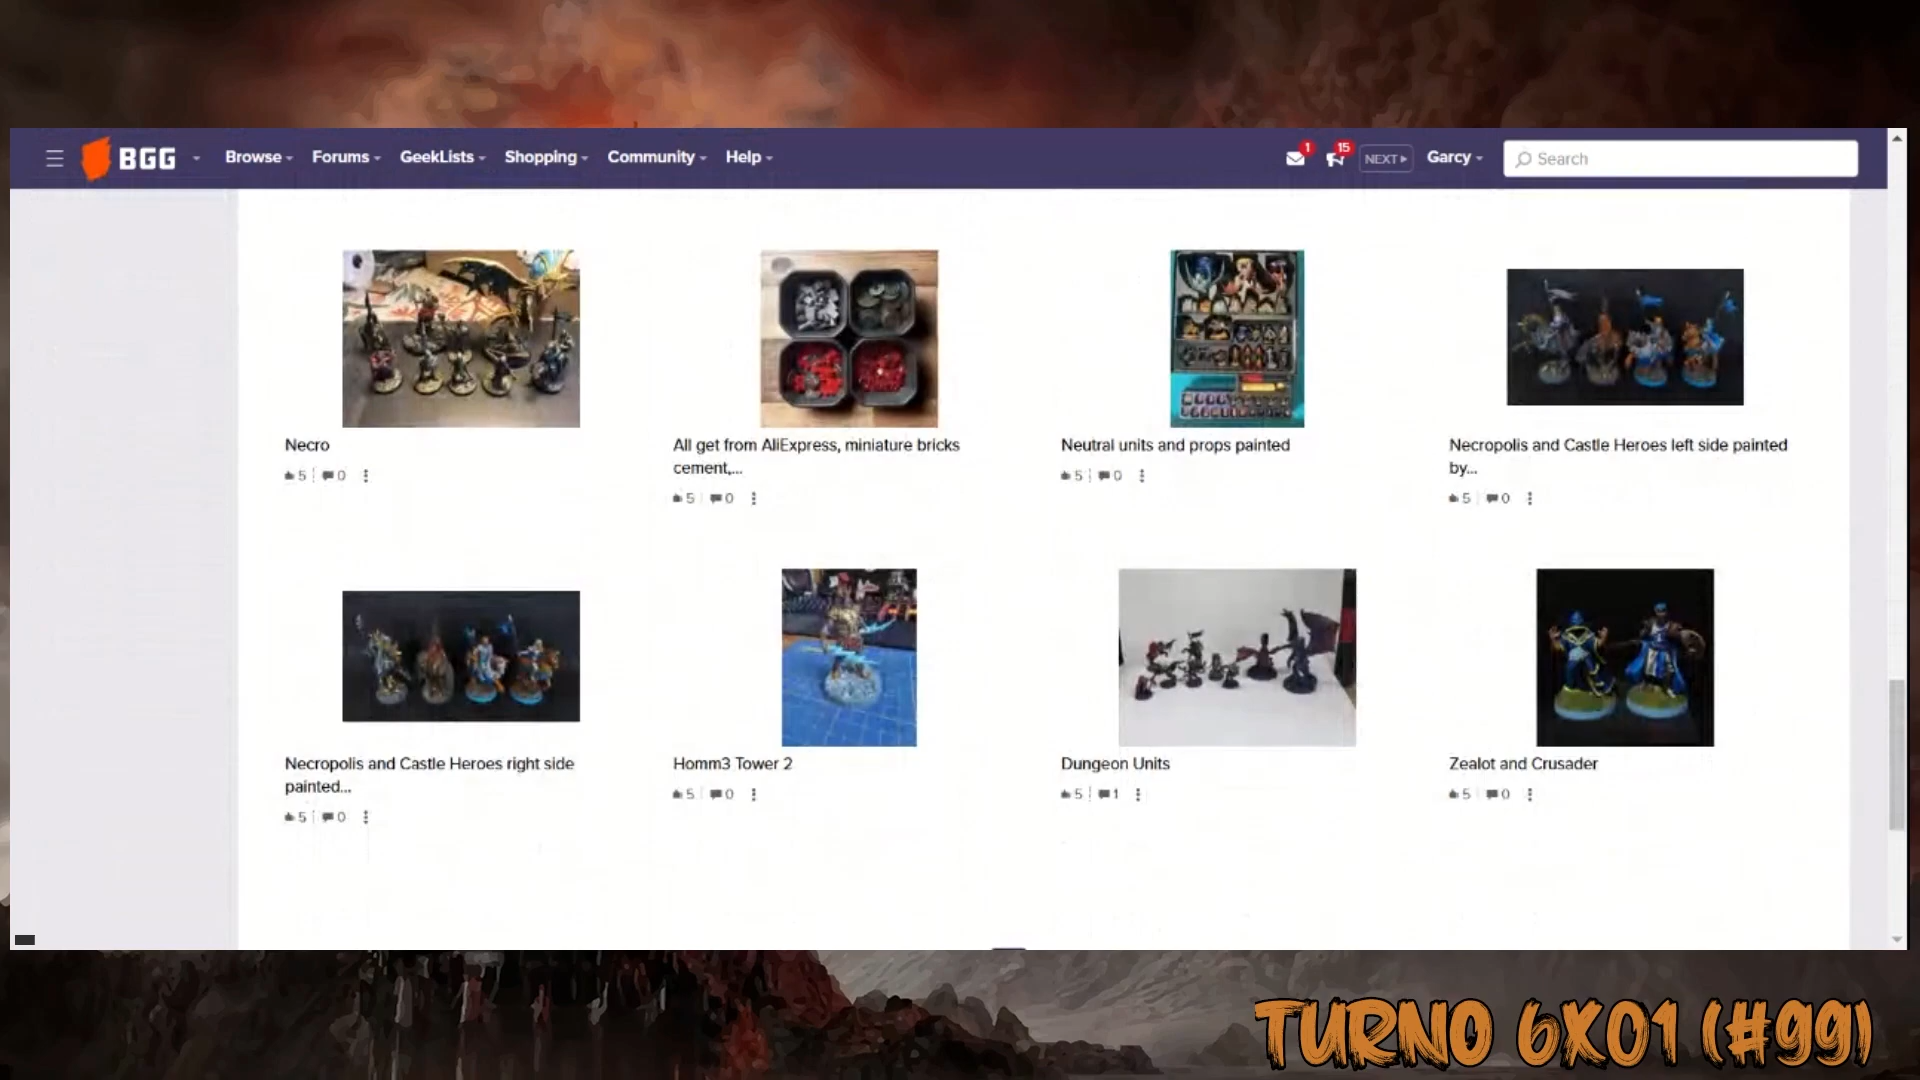 BGG
Browse
Forums
GeekLists
Shopping
Community
Help
1
15
NEXT
Garcy
Search
Necro
5 0
All get from AliExpress, miniature bricks
cement,...
5 0
Neutral units and props painted
5 0
Necropolis and Castle Heroes left side painted
by...
5 0
Necropolis and Castle Heroes right side
painted...
5 0
Homm3 Tower 2
5 0
Dungeon Units
5 1
Zealot and Crusader
5 0
TURNO 6X01 (#99)